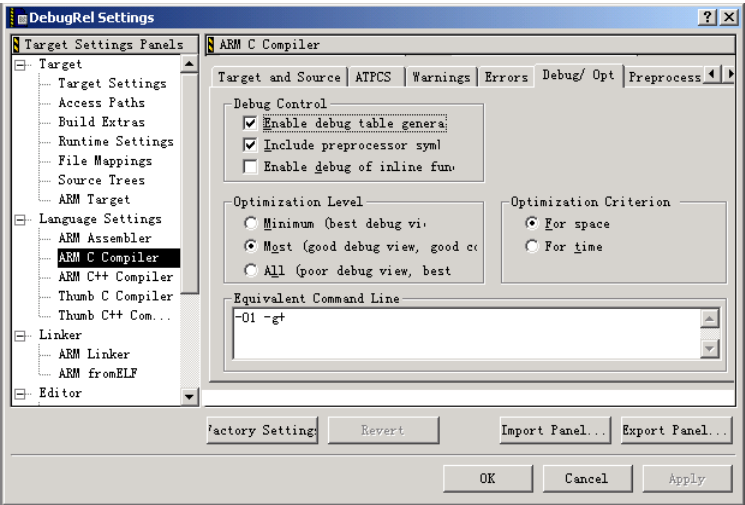 DebugRel Settings
Target Settings Panels
Target
Target Settings
Access Paths
Build Extras
Runtime Settings
File Mappings
Source Trees
ARM Target
Language Settings
ARM Assembler
ARM C Compiler
ARM C++ Compiler
Thumb C Compiler
Thumb C++ Com...
Linker
ARM Linker
ARM fromELF
Editor
ARM C Compiler
Target and Source
ATPCS
Warnings
Errors
Debug/ Opt
Preprocess
Debug Control
Enable debug table genera
Include preprocessor syml
Enable debug of inline fun
Optimization Level
Minimum (best debug vi
Most (good debug view, good co
All (poor debug view, best
Optimization Criterion
For space
For time
Equivalent Command Line
-O1 -g+
Factory Settings
Revert
Import Panel...
Export Panel...
OK
Cancel
Apply